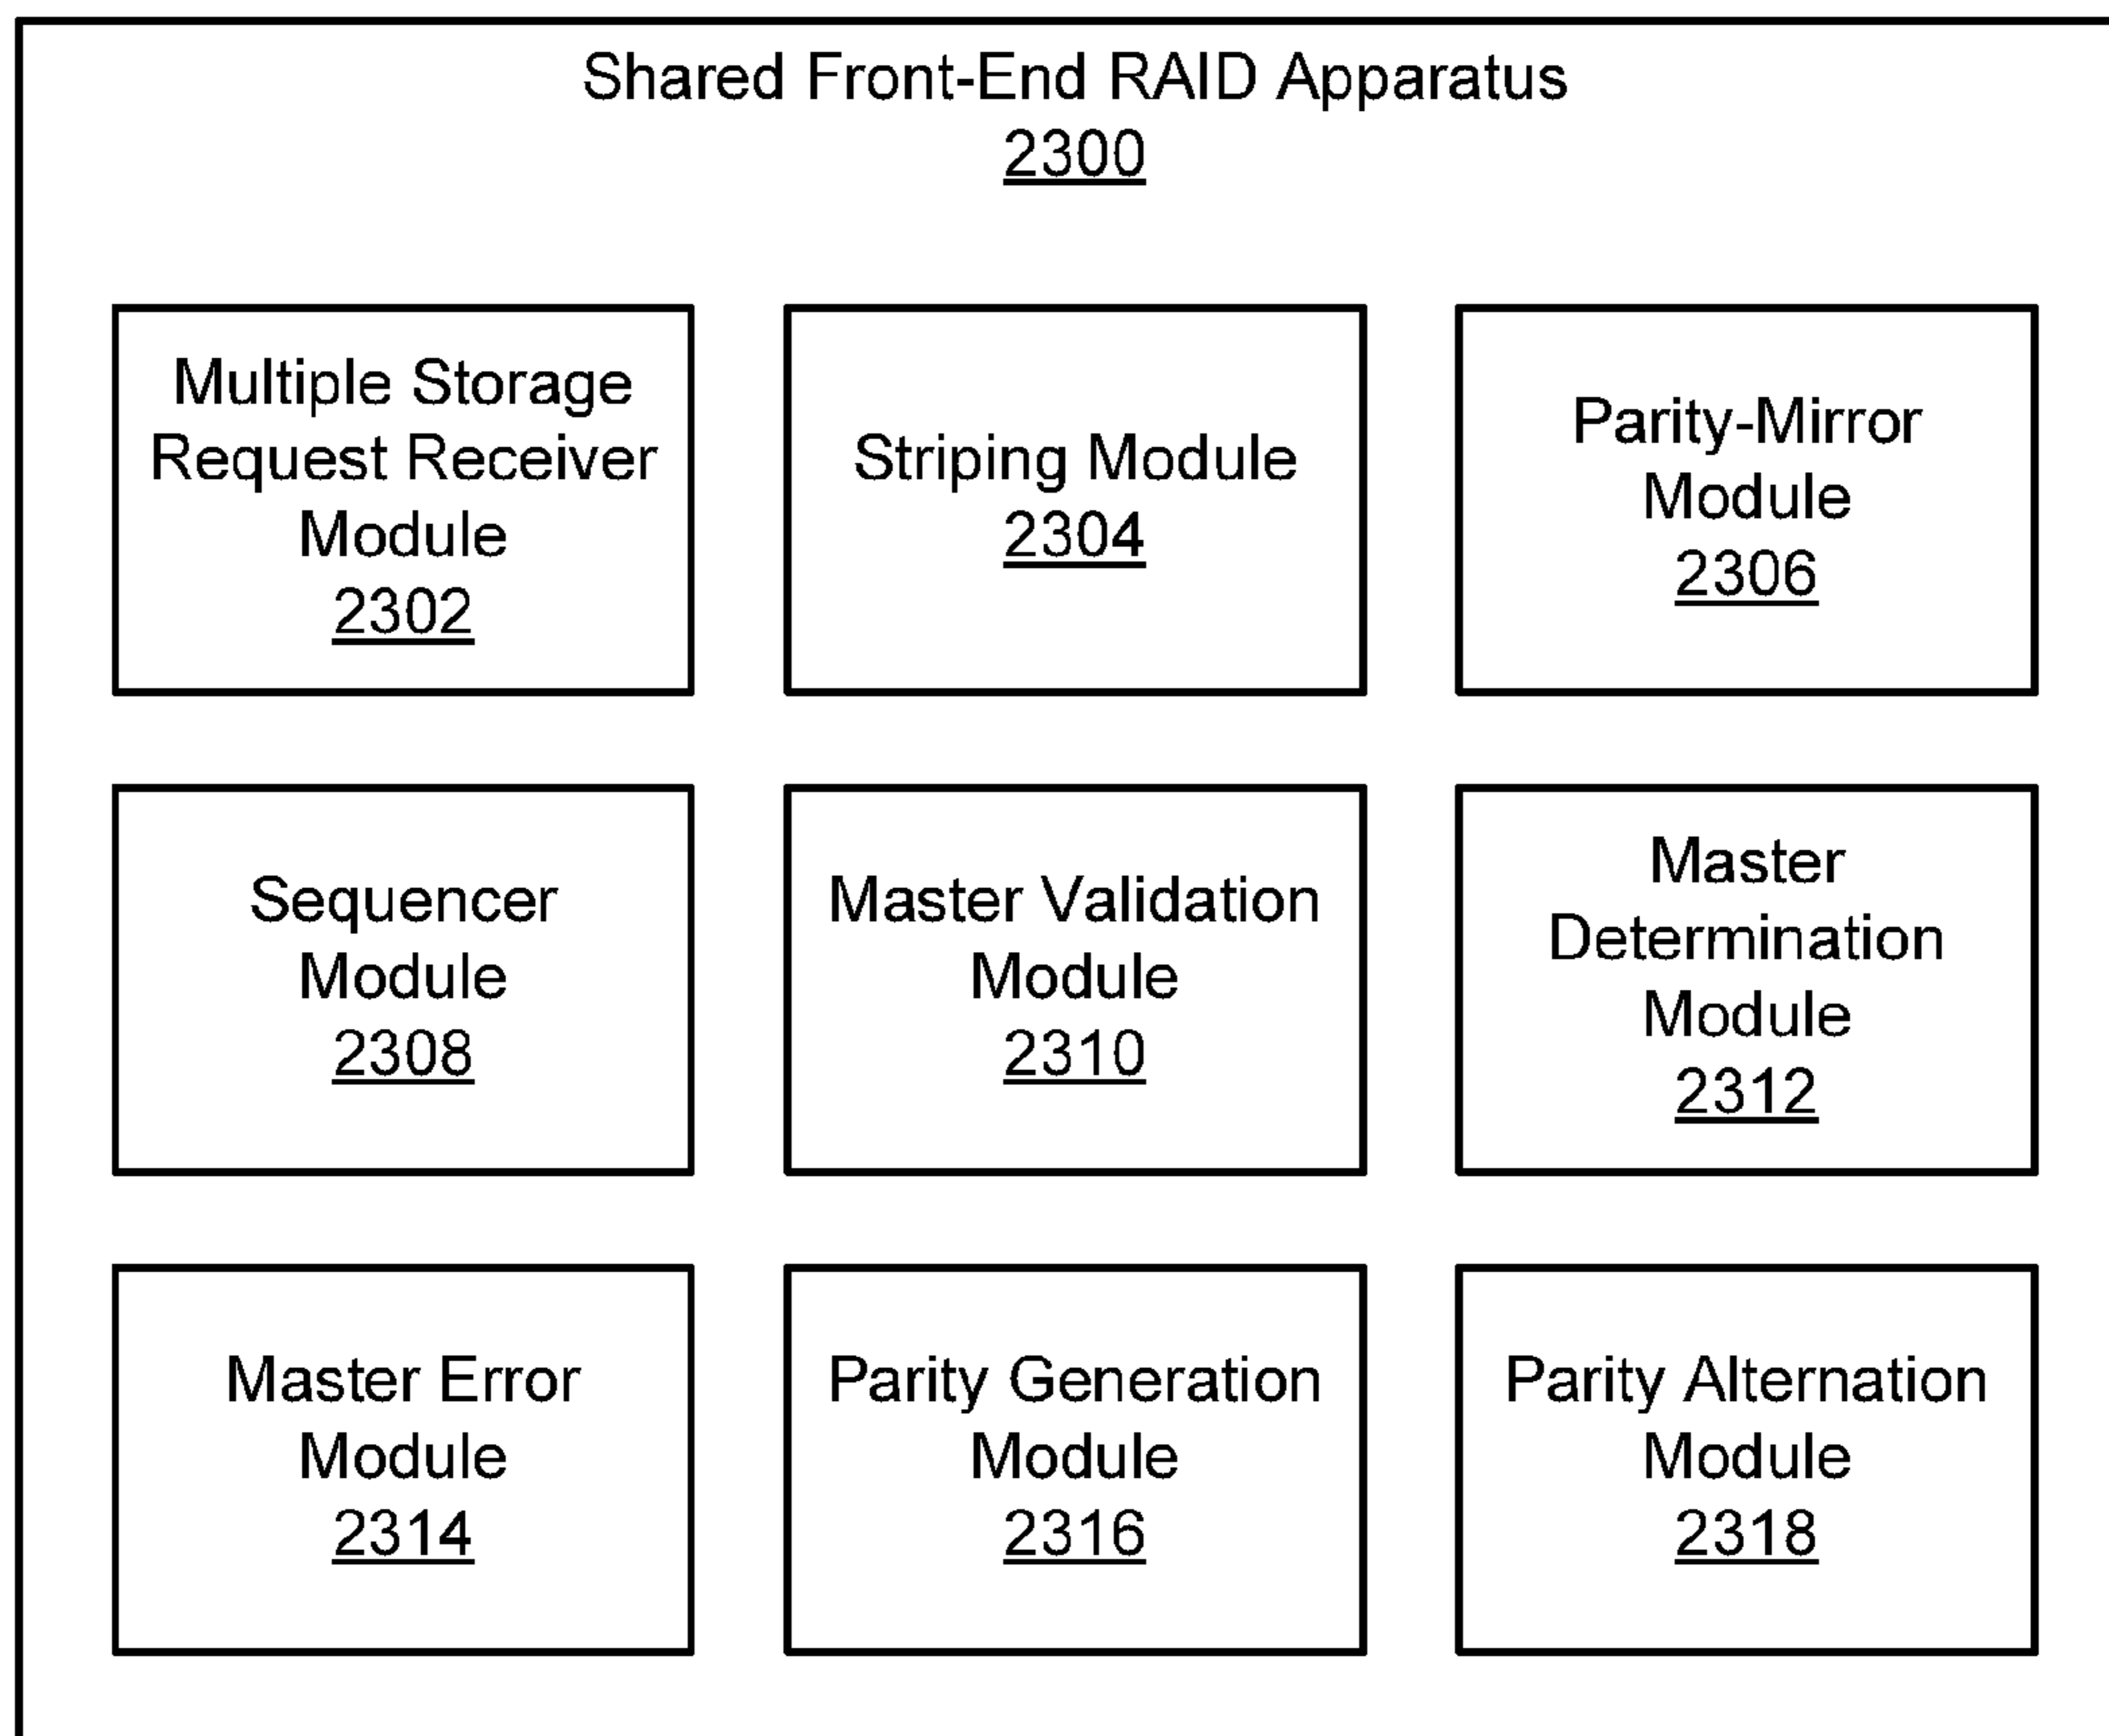 Shared Front-End RAID Apparatus
2300
Multiple Storage
Request Receiver
Module
2302
Striping Module
2304
Parity-Mirror
Module
2306
Sequencer
Module
2308
Master Validation
Module
2310
Master
Determination
Module
2312
Master Error
Module
2314
Parity Generation
Module
2316
Parity Alternation
Module
2318